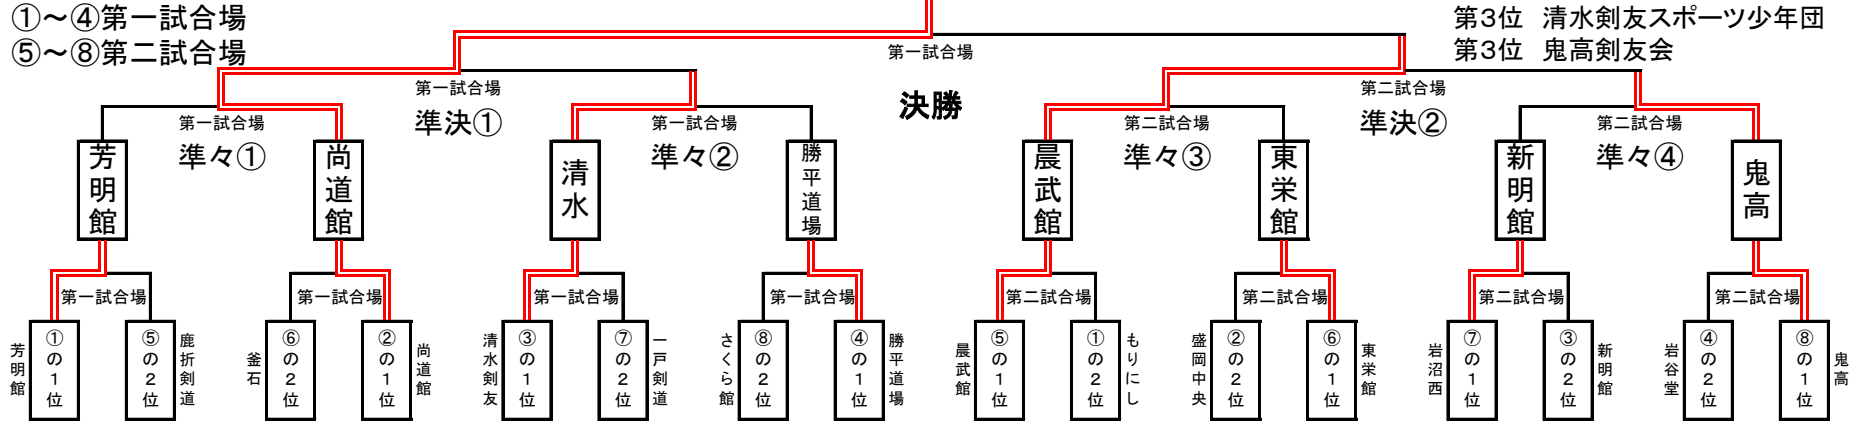 ①～④第一試合場
⑤～⑧第二試合場
第3位　清水剣友スポーツ少年団
第3位　鬼高剣友会
第一試合場
決勝
第一試合場
準決①
第二試合場
準決②
第一試合場
準々①
第一試合場
準々②
第二試合場
準々③
第二試合場
準々④
芳明館
尚道館
清水
勝平道場
晨武館
東栄館
新明館
鬼高
第一試合場
第一試合場
第一試合場
第一試合場
第二試合場
第二試合場
第二試合場
第二試合場
芳明館
①の1位
⑤の2位
鹿折剣道
釜石
⑥の2位
②の1位
尚道館
清水剣友
③の1位
⑦の2位
一戸剣道
さくら館
⑧の2位
④の1位
勝平道場
晨武館
⑤の1位
①の2位
もりにし
盛岡中央
②の2位
⑥の1位
東栄館
岩沼西
⑦の1位
③の2位
新明館
岩谷堂
④の2位
⑧の1位
鬼高